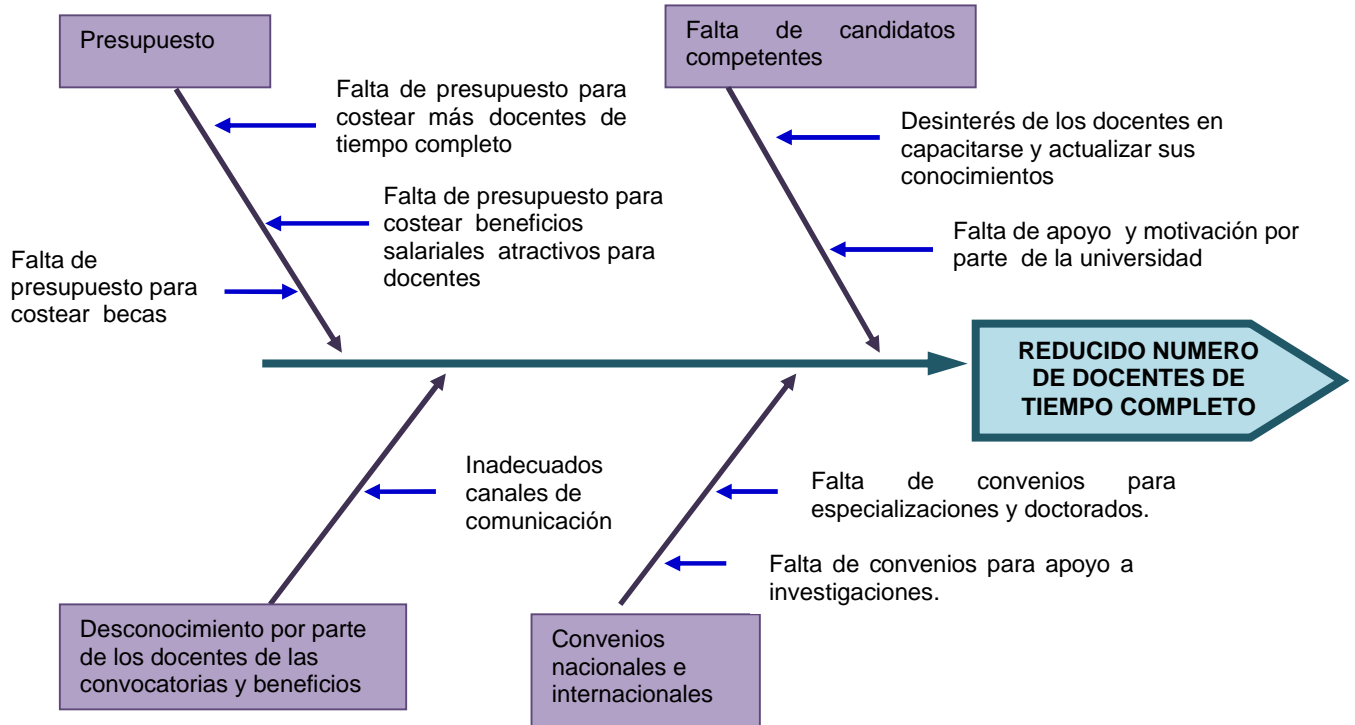 Presupuesto
Falta de candidatos
competentes
Falta de presupuesto para
costear más docentes de
tiempo completo
Desinterés de los docentes en
capacitarse y actualizar sus
conocimientos
Falta de presupuesto para
costear beneficios
salariales atractivos para
docentes
Falta de apoyo y motivación por
parte de la universidad
Falta de
presupuesto para
costear becas
REDUCIDO NUMERO
DE DOCENTES DE
TIEMPO COMPLETO
Inadecuados
canales de
comunicación
Falta de convenios para
especializaciones y doctorados.
Falta de convenios para apoyo a
investigaciones.
Desconocimiento por parte
de los docentes de las
convocatorias y beneficios
Convenios
nacionales e
internacionales